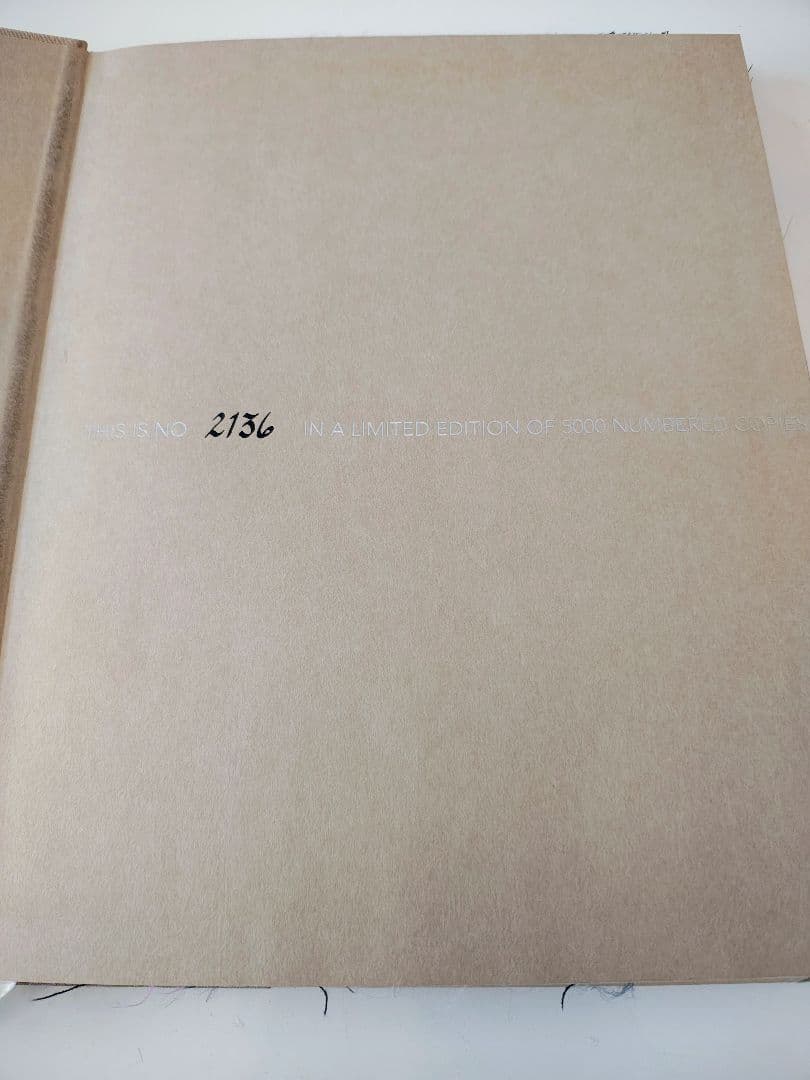 THIS IS NO 2136 IN A LIMITED EDITION OF 5000 NUMBERED COPIES